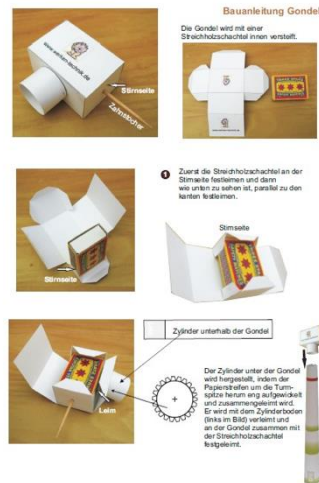 Bauanleitung Gondel
Die Gondel wird mit einer
Streichholzschachtel innen versteift.
Stirnseite
Zahnstocher
1
Zuerst die Streichholzschachtel an der
Stirnseite festleimen und dann
wie unten zu sehen ist, parallel zu den
kanten festleimen.
Stirnseite
Stirnseite
Zylinder unterhalb der Gondel
Leim
Der Zylinder unter der Gondel
wird hergestellt, indem der
Papierstreifen um die Turm-
spitze herum eng aufgewickelt
und zusammengeleimt wird.
Er wird mit dem Zylinderboden
(links im Bild) verleimt und
an der Gondel zusammen mit
der Streichholzschachtel
festgeleimt.